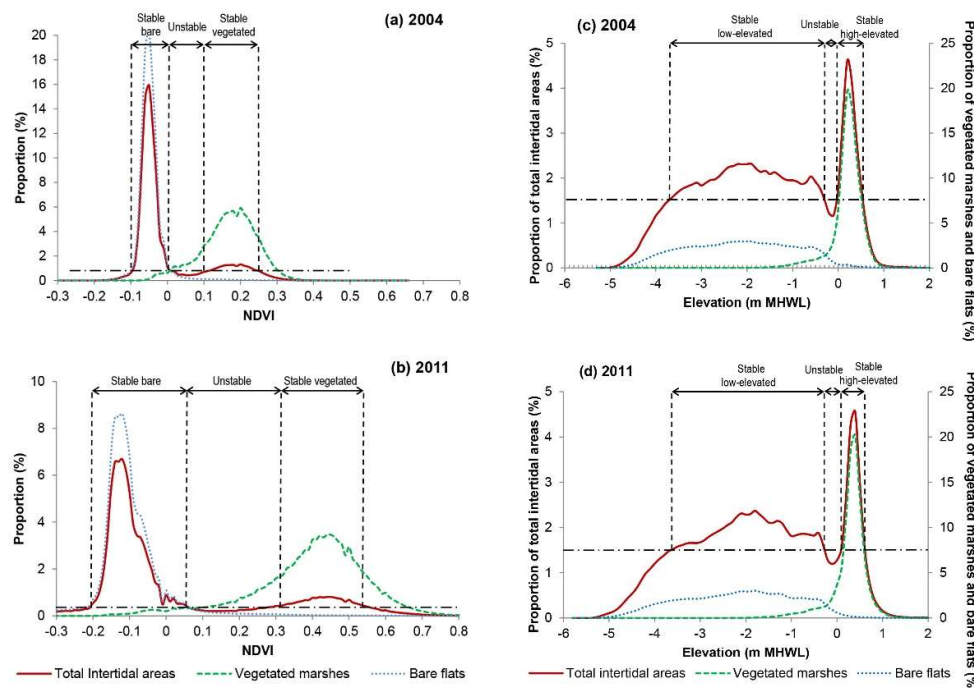 Stable
bare
Unstable
Stable
vegetated
(a) 2004
Proportion (%)
20
18
16
14
12
10
8
6
4
2
0
-0.3 -0.2 -0.1 0 0.1 0.2 0.3 0.4 0.5 0.6 0.7 0.8
NDVI
Stable
low-elevated
Unstable
Stable
high-elevated
(c) 2004
Proportion of total intertidal areas (%)
5
4
3
2
1
0
-6 -5 -4 -3 -2 -1 0 1 2
Elevation (m MHWL)
25
20
15
10
5
0
Proportion of vegetated marshes and bare flats (%)
Stable bare
Unstable
Stable vegetated
(b) 2011
Proportion (%)
10
8
6
4
2
0
-0.3 -0.2 -0.1 0 0.1 0.2 0.3 0.4 0.5 0.6 0.7 0.8
NDVI
Total Intertidal areas Vegetated marshes Bare flats
Stable
low-elevated
Unstable
Stable
high-elevated
(d) 2011
Proportion of total intertidal areas (%)
5
4
3
2
1
0
-6 -5 -4 -3 -2 -1 0 1 2
Elevation (m MHWL)
25
20
15
10
5
0
Proportion of vegetated marshes and bare flats (%)
Total intertidal areas Vegetated marshes Bare flats